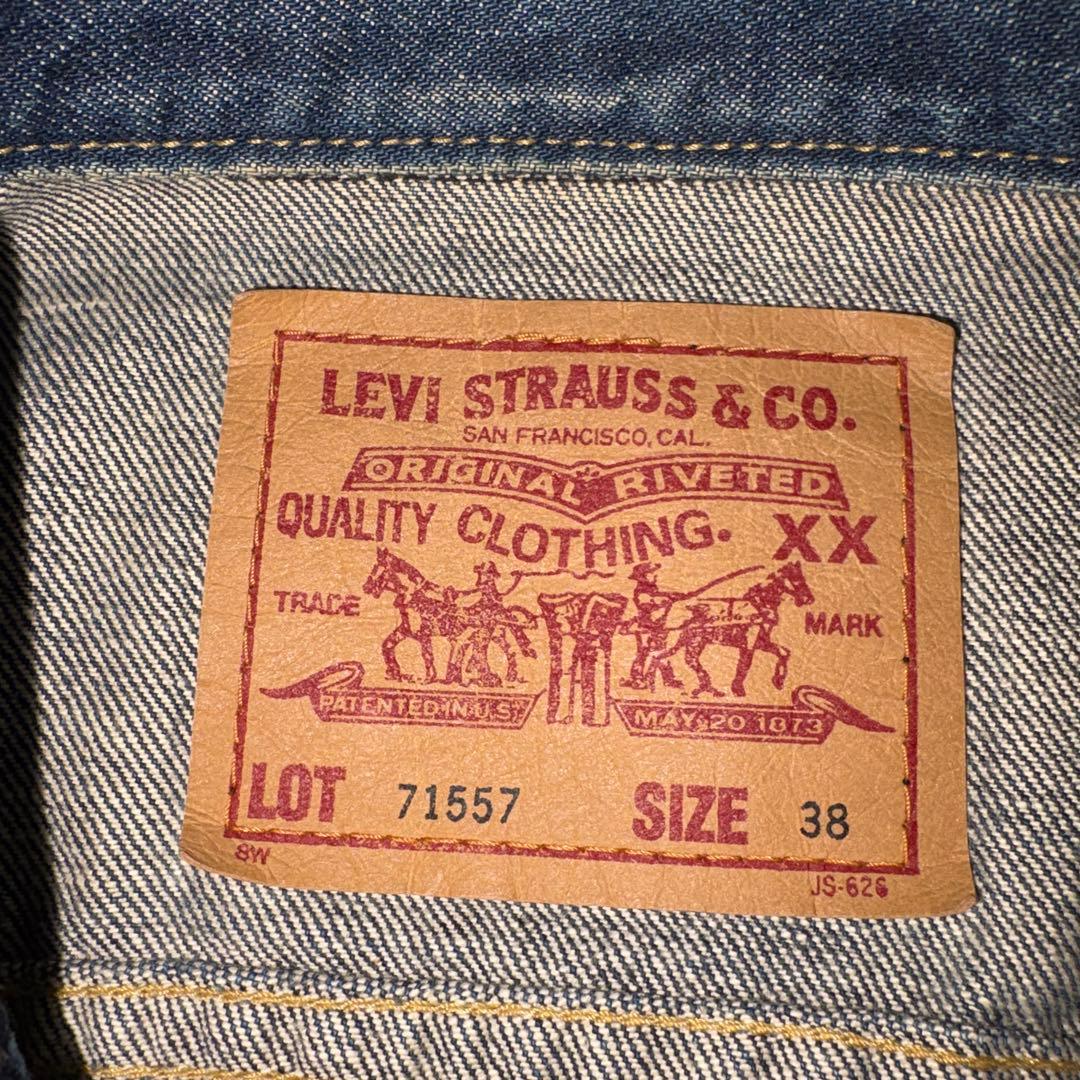 LEVI STRAUSS & CO.
SAN FRANCISCO, CAL.
ORIGINAL RIVETED
QUALITY CLOTHING. XX
TRADE MARK
PATENTED IN U.S. MAY 20 1873
LOT 71557 SIZE 38
8W JS-626